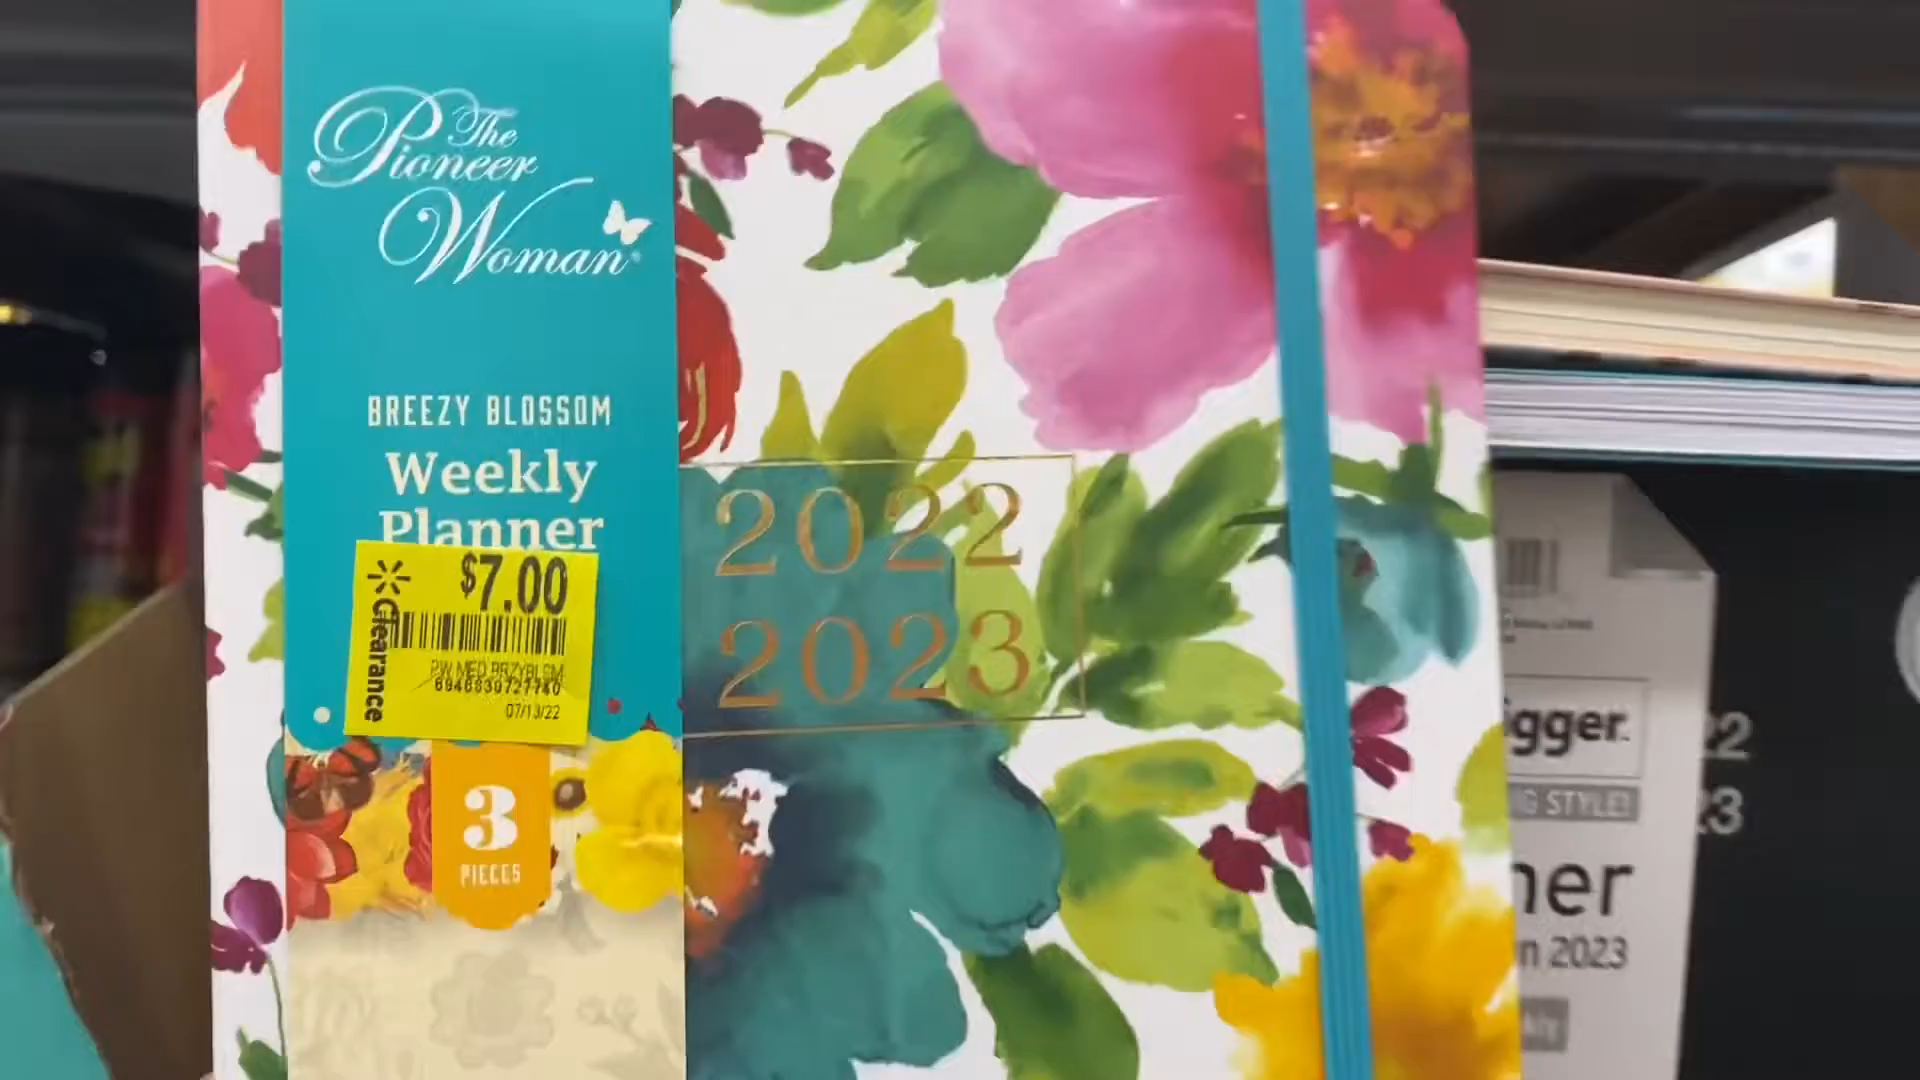 The
Pioneer
Woman
BREEZY BLOSSOM
Weekly
Planner
$7.00
Clearance
PW MED BRZYBLSM
07/13/22
3
PIECES
2022
2023
igger.
G STYLE!
ner
n 2023